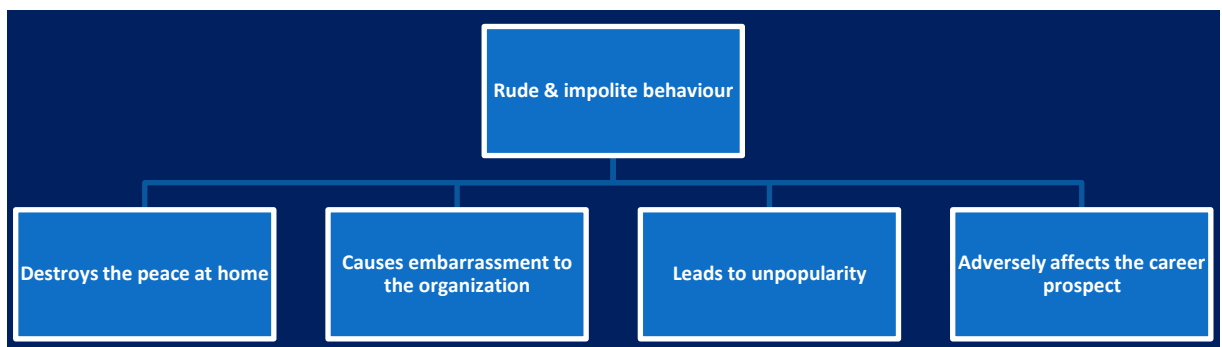 Rude & impolite behaviour
Destroys the peace at home
Causes embarrassment to
the organization
Leads to unpopularity
Adversely affects the career
prospect